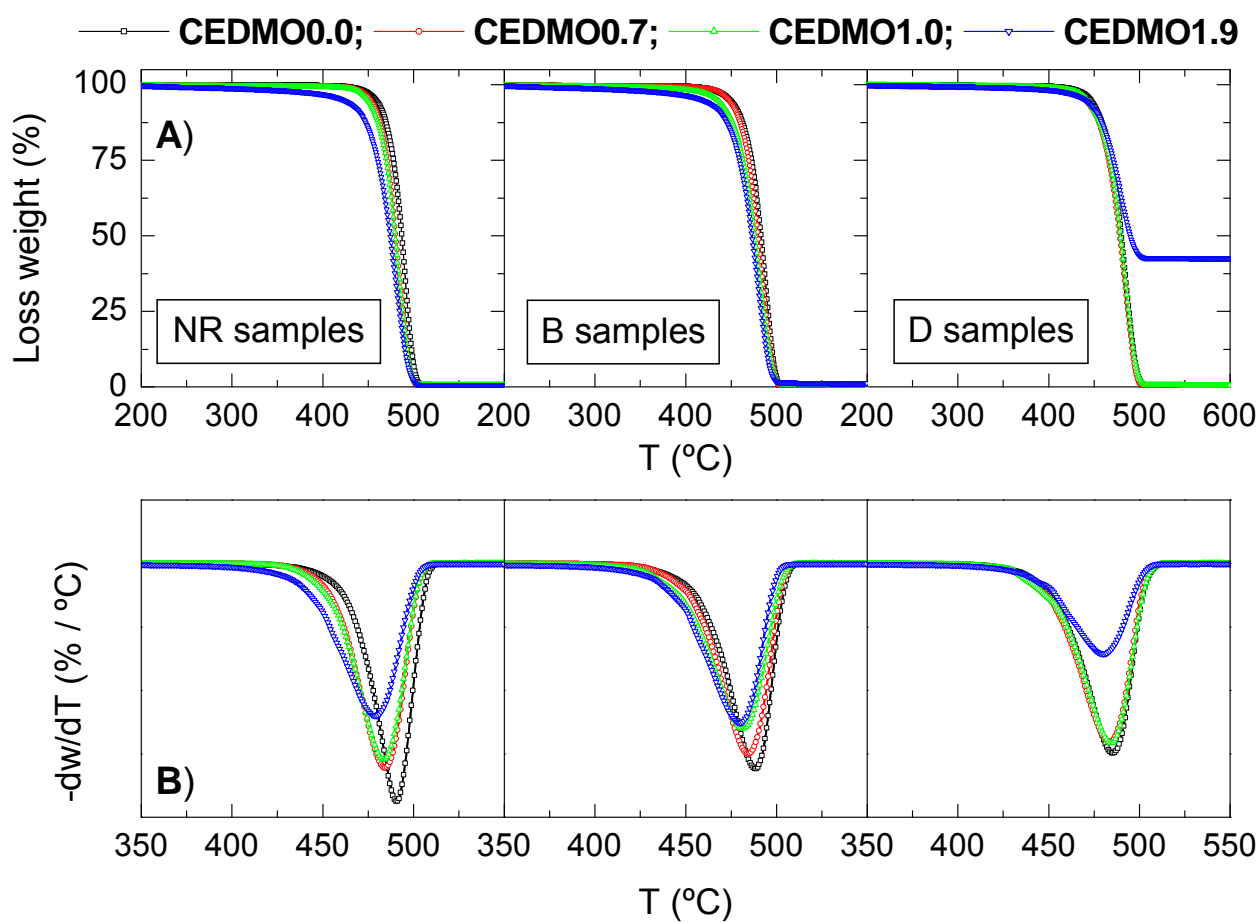 CEDMO0.0; CEDMO0.7; CEDMO1.0; CEDMO1.9
100
75
50
25
0
Loss weight (%)
A)
NR samples
B samples
D samples
200 300 400 500 200 300 400 500 200 300 400 500 600
T (ºC)
-dw/dT (% / ºC)
B)
350 400 450 500 350 400 450 500 350 400 450 500 550
T (ºC)